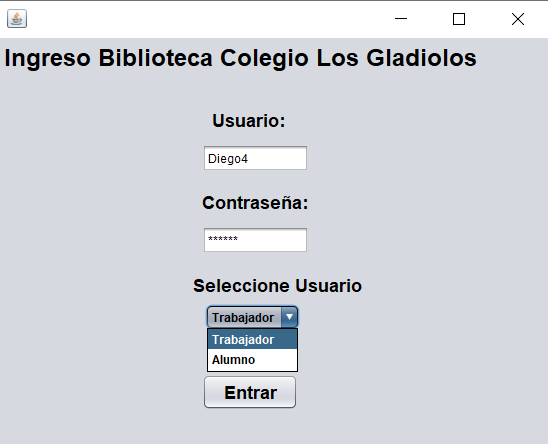 Ingreso Biblioteca Colegio Los Gladiolos
Usuario:
Diego4
Contraseña:
******
Seleccione Usuario
Trabajador
Trabajador
Alumno
Entrar